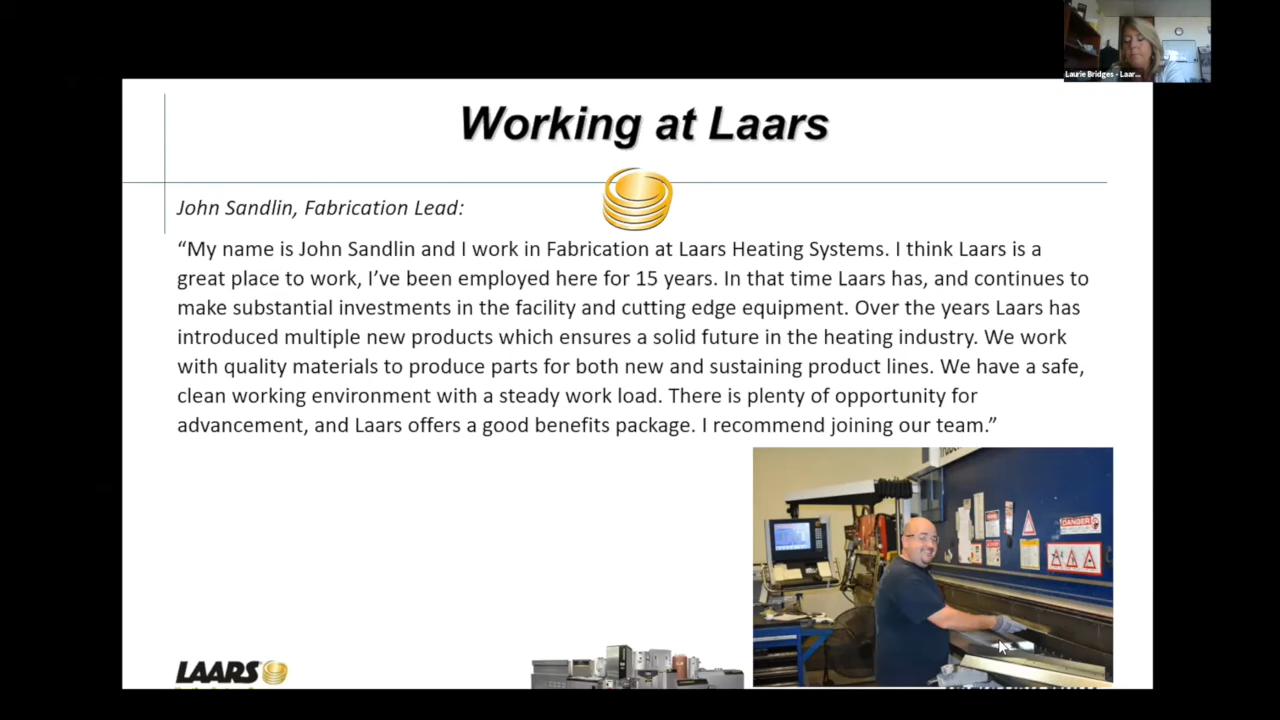 Laurie Bridges - Laar...
Working at Laars
John Sandlin, Fabrication Lead:
“My name is John Sandlin and I work in Fabrication at Laars Heating Systems. I think Laars is a
great place to work, I’ve been employed here for 15 years. In that time Laars has, and continues to
make substantial investments in the facility and cutting edge equipment. Over the years Laars has
introduced multiple new products which ensures a solid future in the heating industry. We work
with quality materials to produce parts for both new and sustaining product lines. We have a safe,
clean working environment with a steady work load. There is plenty of opportunity for
advancement, and Laars offers a good benefits package. I recommend joining our team.”
DANGER
LAARS